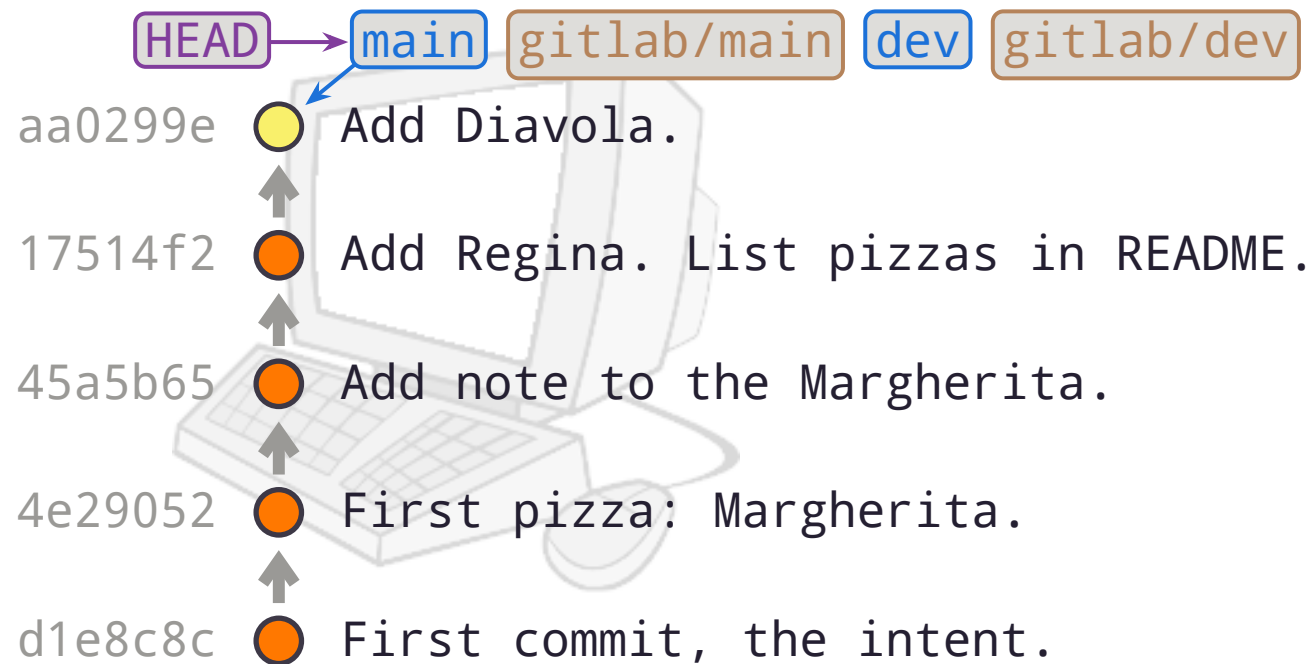 HEAD main gitlab/main dev gitlab/dev
aa0299e Add Diavola.
17514f2 Add Regina. List pizzas in README.
45a5b65 Add note to the Margherita.
4e29052 First pizza: Margherita.
d1e8c8c First commit, the intent.